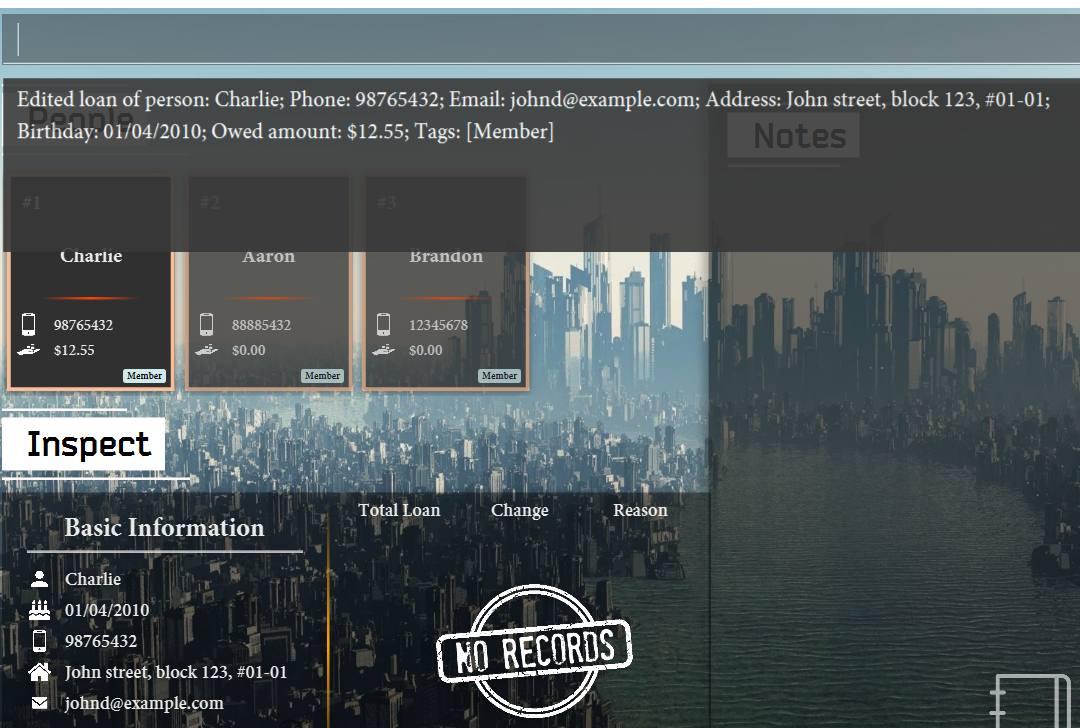 Edited loan of person: Charlie; Phone: 98765432; Email: johnd@example.com; Address: John street, block 123, #01-01;
Birthday: 01/04/2010; Owed amount: $12.55; Tags: [Member]
People
Notes
#1
#2
#3
Charlie
Aaron
Brandon
98765432
88885432
12345678
$12.55
$0.00
$0.00
Member
Member
Member
Inspect
Total Loan Change Reason
Basic Information
Charlie
01/04/2010
98765432
John street, block 123, #01-01
johnd@example.com
NO RECORDS